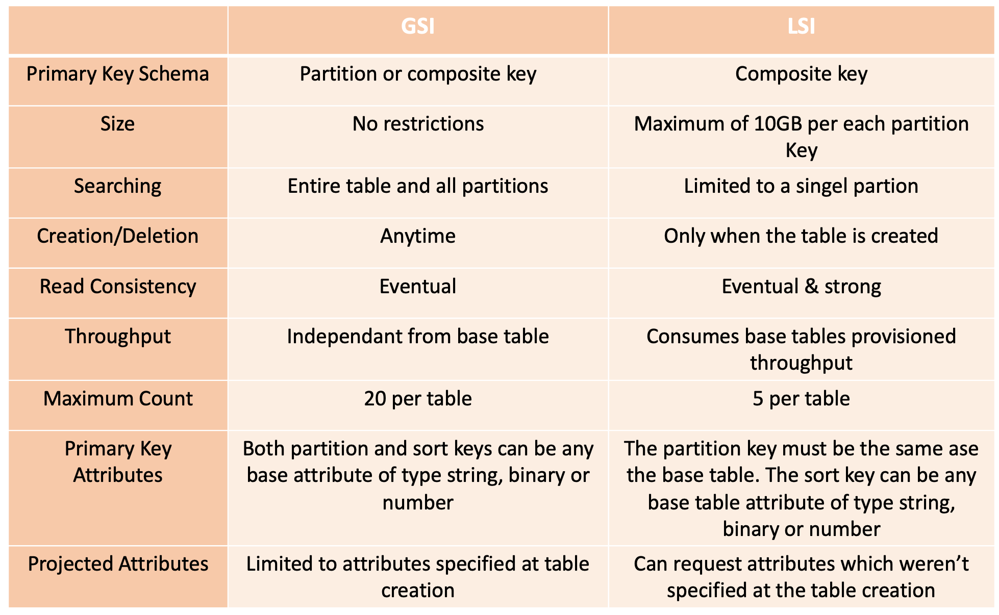 GSI
LSI
Primary Key Schema
Partition or composite key
Composite key
Size
No restrictions
Maximum of 10GB per each partition
Key
Searching
Entire table and all partitions
Limited to a singel partion
Creation/Deletion
Anytime
Only when the table is created
Read Consistency
Eventual
Eventual & strong
Throughput
Independant from base table
Consumes base tables provisioned
throughput
Maximum Count
20 per table
5 per table
Primary Key
Attributes
Both partition and sort keys can be any
base attribute of type string, binary or
number
The partition key must be the same ase
the base table. The sort key can be any
base table attribute of type string,
binary or number
Projected Attributes
Limited to attributes specified at table
creation
Can request attributes which weren’t
specified at the table creation